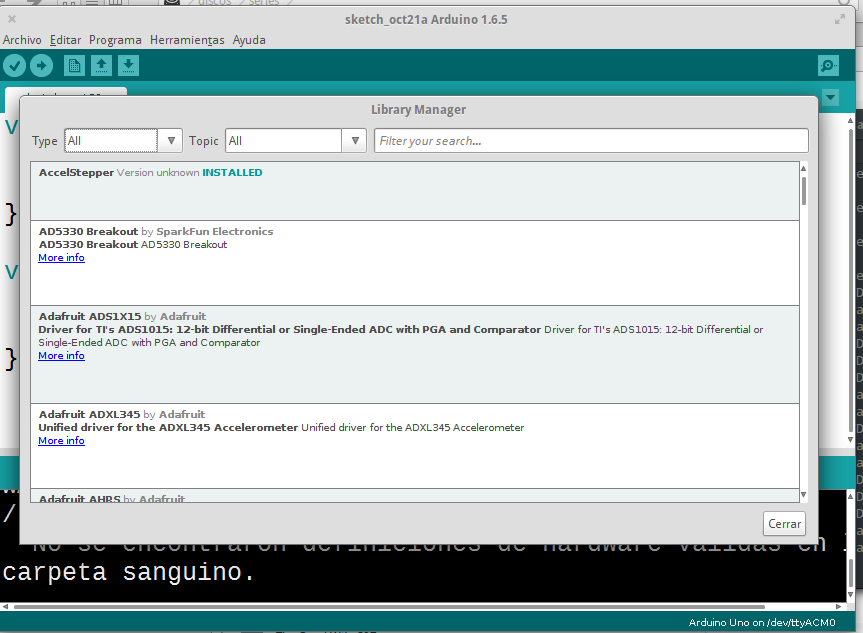 discos
series
sketch_oct21a Arduino 1.6.5
Archivo Editar Programa Herramientas Ayuda
Library Manager
Type All Topic All Filter your search...
AccelStepper Version unknown INSTALLED
AD5330 Breakout by SparkFun Electronics
AD5330 Breakout AD5330 Breakout
More info
Adafruit ADS1X15 by Adafruit
Driver for TI's ADS1015: 12-bit Differential or Single-Ended ADC with PGA and Comparator Driver for TI's ADS1015: 12-bit Differential or
Single-Ended ADC with PGA and Comparator
More info
Adafruit ADXL345 by Adafruit
Unified driver for the ADXL345 Accelerometer Unified driver for the ADXL345 Accelerometer
More info
Adafruit AHRS by Adafruit
Cerrar
No se encontraron definiciones de hardware validas en l
carpeta sanguino.
Arduino Uno on /dev/ttyACM0